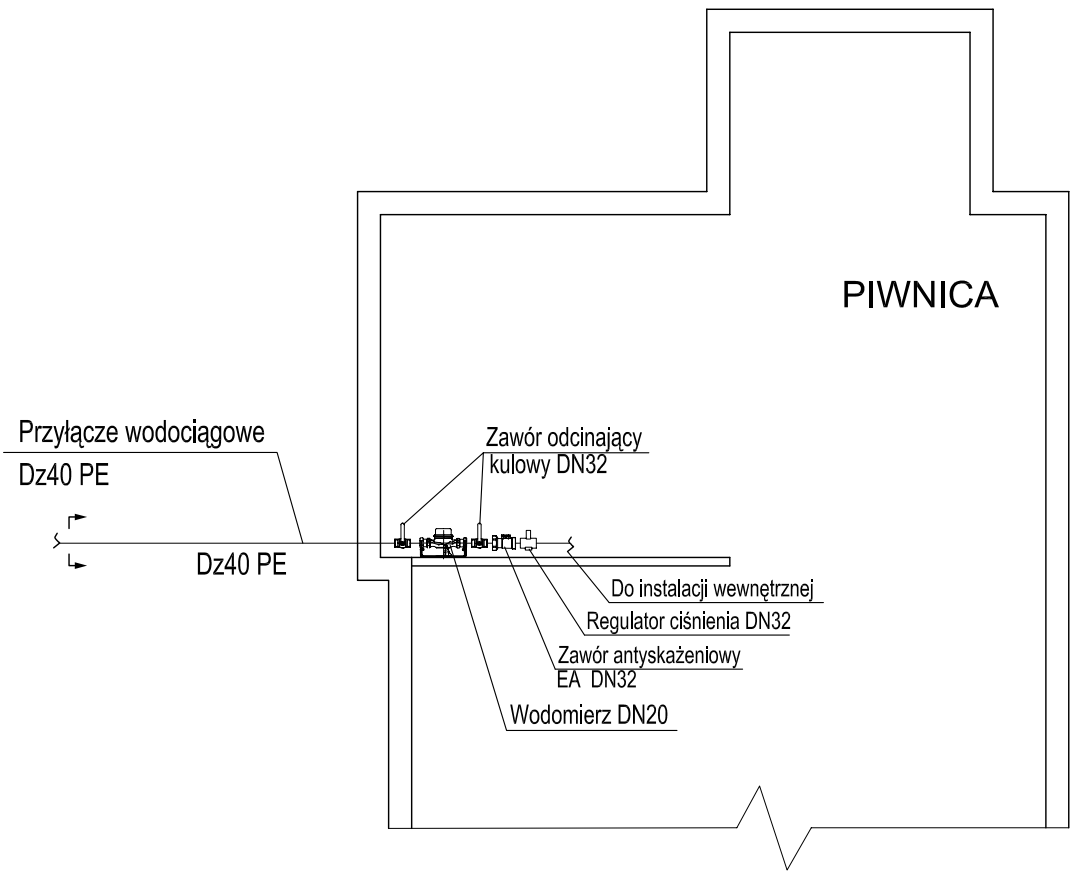 PIWNICA
Przyłącze wodociągowe
Dz40 PE
Zawór odcinający
kulowy DN32
Dz40 PE
Do instalacji wewnętrznej
Regulator ciśnienia DN32
Zawór antyskażeniowy
EA DN32
Wodomierz DN20